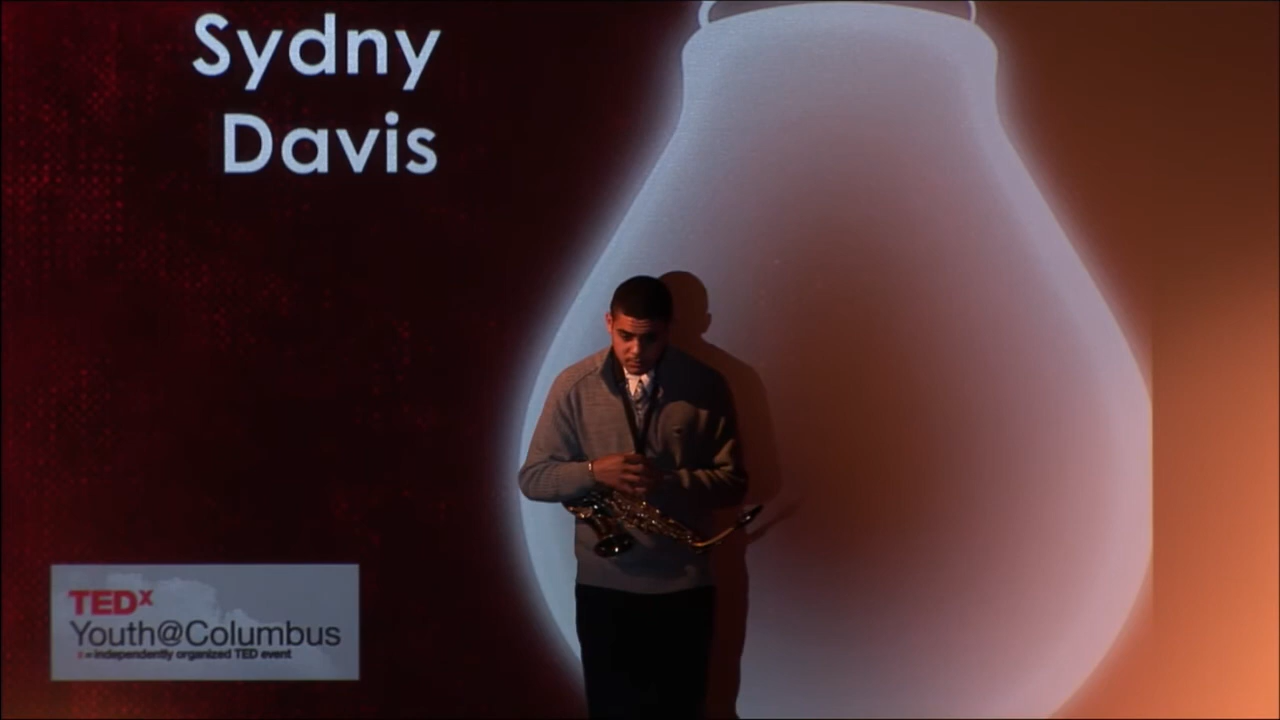 Sydny
Davis
TEDx
Youth@Columbus
x = independently organized TED event